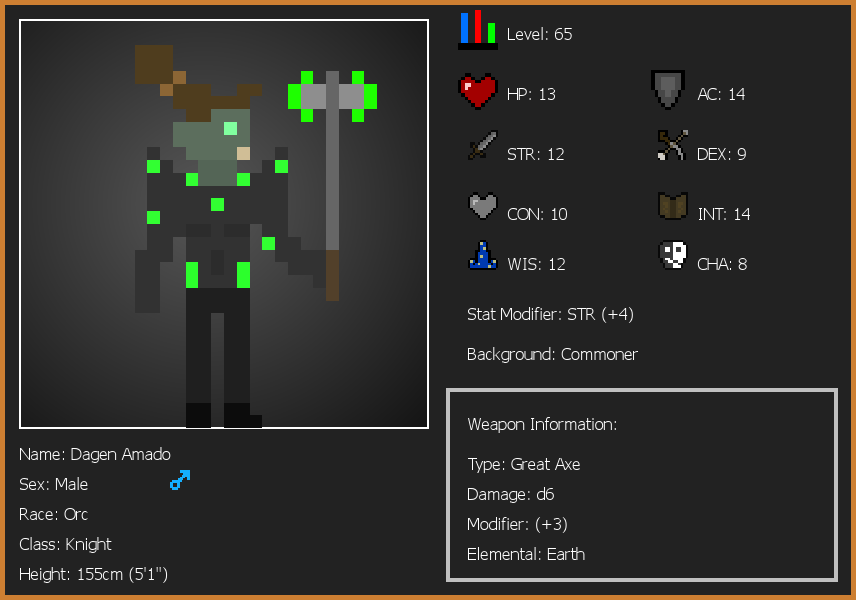 Level: 65
HP: 13
AC: 14
STR: 12
DEX: 9
CON: 10
INT: 14
WIS: 12
CHA: 8
Stat Modifier: STR (+4)
Background: Commoner
Weapon Information:
Type: Great Axe
Damage: d6
Modifier: (+3)
Elemental: Earth
Name: Dagen Amado
Sex: Male
Race: Orc
Class: Knight
Height: 155cm (5'1")